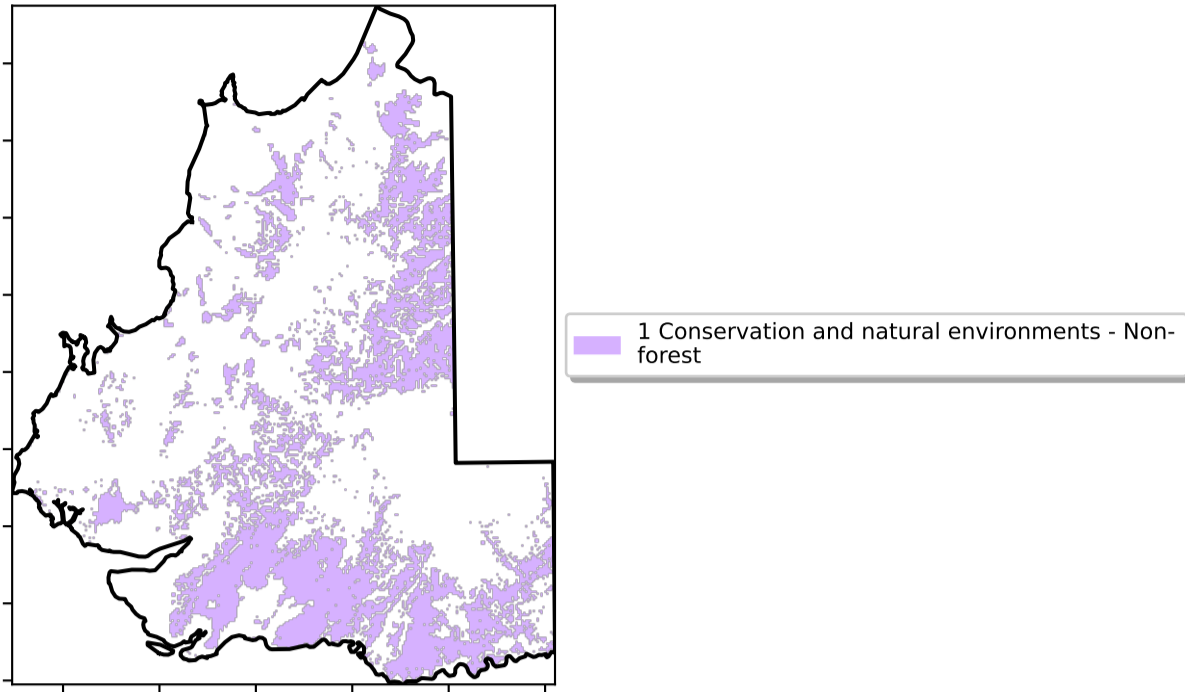 1 Conservation and natural environments - Non-
forest